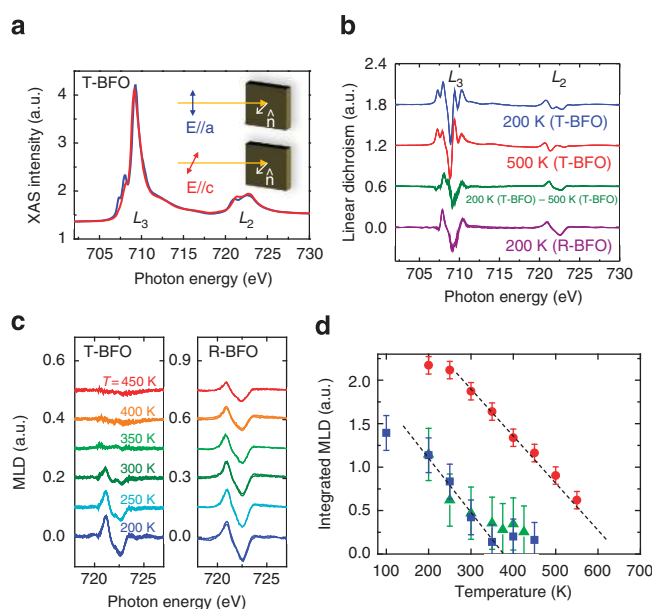 a
T-BFO
XAS intensity (a.u.)
4
3
2
1
E//a
n̂
E//c
n̂
L3
L2
705 710 715 720 725 730
Photon energy (eV)
b
Linear dichroism
2.4
1.8
1.2
0.6
0.0
L3
L2
200 K (T-BFO)
500 K (T-BFO)
200 K (T-BFO) – 500 K (T-BFO)
200 K (R-BFO)
705 710 715 720 725 730
Photon energy (eV)
c
MLD (a.u.)
0.6
0.4
0.2
0.0
T-BFO
T = 450 K
400 K
350 K
300 K
250 K
200 K
720 725
0.9
0.6
0.3
0.0
R-BFO
720 725
Photon energy (eV)
d
Integrated MLD (a.u.)
2.0
1.5
1.0
0.5
0.0
100 200 300 400 500 600 700
Temperature (K)